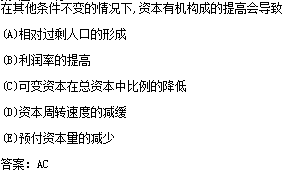 在其他条件不变的情况下,资本有机构成的提高会导致
(A)相对过剩人口的形成
(B)利润率的提高
(C)可变资本在总资本中比例的降低
(D)资本周转速度的减缓
(E)预付资本量的减少
答案: AC